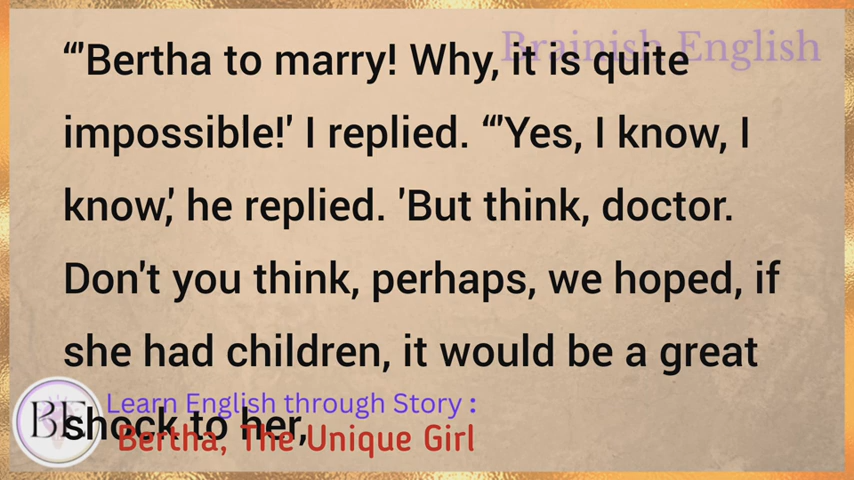 Brainish English
“'Bertha to marry! Why, it is quite
impossible!' I replied. “'Yes, I know, I
know,' he replied. 'But think, doctor.
Don't you think, perhaps, we hoped, if
she had children, it would be a great
shock to her,
BE
Learn English through Story :
Bertha, The Unique Girl